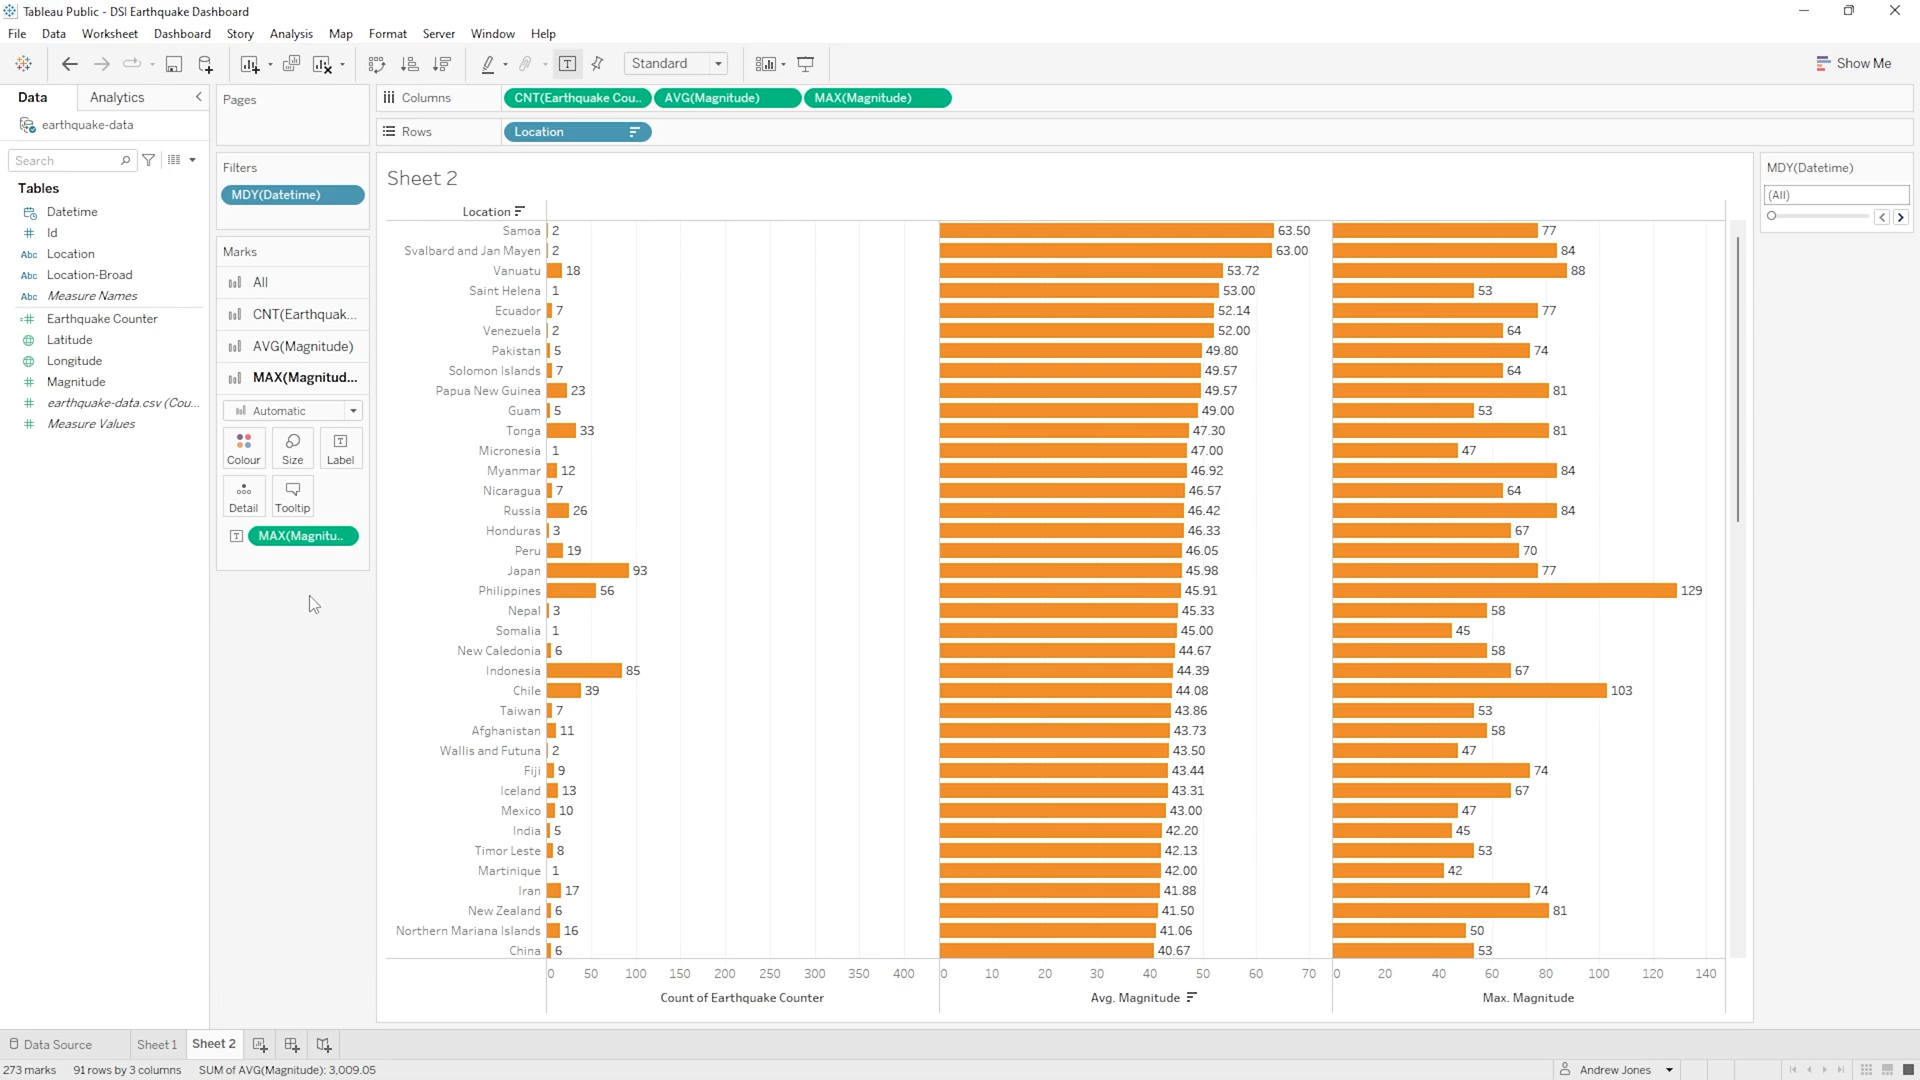 Tableau Public - DSI Earthquake Dashboard
File Data Worksheet Dashboard Story Analysis Map Format Server Window Help
Standard
Show Me
Data Analytics
earthquake-data
Search
Tables
Datetime
Id
Abc Location
Abc Location-Broad
Abc Measure Names
Earthquake Counter
Latitude
Longitude
Magnitude
earthquake-data.csv (Cou...
Measure Values
Pages
Filters
MDY(Datetime)
Marks
All
CNT(Earthquak...
AVG(Magnitude)
MAX(Magnitud...
Automatic
Colour Size Label
Detail Tooltip
MAX(Magnitu..
Columns CNT(Earthquake Cou.. AVG(Magnitude) MAX(Magnitude)
Rows Location
Sheet 2
Location
Samoa 2 63.50 77
Svalbard and Jan Mayen 2 63.00 84
Vanuatu 18 53.72 88
Saint Helena 1 53.00 53
Ecuador 7 52.14 77
Venezuela 2 52.00 64
Pakistan 5 49.80 74
Solomon Islands 7 49.57 64
Papua New Guinea 23 49.57 81
Guam 5 49.00 53
Tonga 33 47.30 81
Micronesia 1 47.00 47
Myanmar 12 46.92 84
Nicaragua 7 46.57 64
Russia 26 46.42 84
Honduras 3 46.33 67
Peru 19 46.05 70
Japan 93 45.98 77
Philippines 56 45.91 129
Nepal 3 45.33 58
Somalia 1 45.00 45
New Caledonia 6 44.67 58
Indonesia 85 44.39 67
Chile 39 44.08 103
Taiwan 7 43.86 53
Afghanistan 11 43.73 58
Wallis and Futuna 2 43.50 47
Fiji 9 43.44 74
Iceland 13 43.31 67
Mexico 10 43.00 47
India 5 42.20 45
Timor Leste 8 42.13 53
Martinique 1 42.00 42
Iran 17 41.88 74
New Zealand 6 41.50 81
Northern Mariana Islands 16 41.06 50
China 6 40.67 53
0 50 100 150 200 250 300 350 400 0 10 20 30 40 50 60 70 0 20 40 60 80 100 120 140
Count of Earthquake Counter Avg. Magnitude Max. Magnitude
MDY(Datetime)
(All)
Data Source Sheet 1 Sheet 2
273 marks 91 rows by 3 columns SUM of AVG(Magnitude): 3,009.05 Andrew Jones